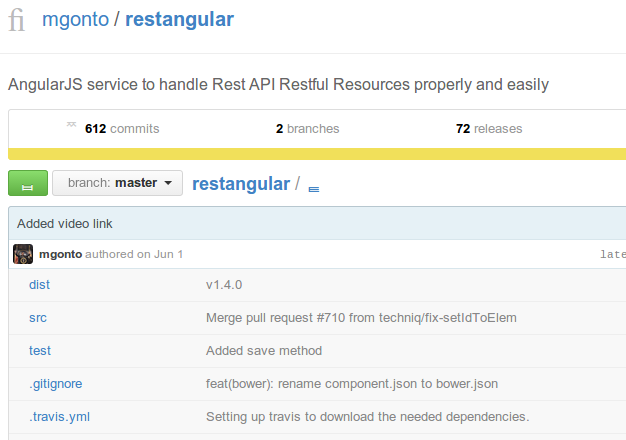 mgonto / restangular
AngularJS service to handle Rest API Restful Resources properly and easily
612 commits 2 branches 72 releases
branch: master restangular /
Added video link
mgonto authored on Jun 1
dist v1.4.0
src Merge pull request #710 from techniq/fix-setIdToElem
test Added save method
.gitignore feat(bower): rename component.json to bower.json
.travis.yml Setting up travis to download the needed dependencies.